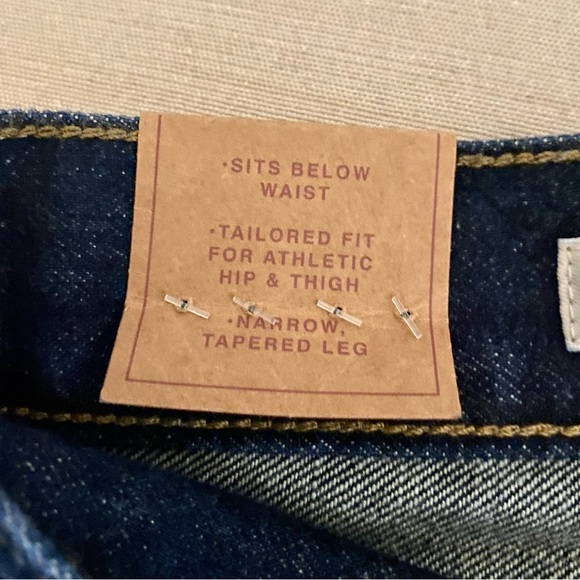 ·SITS BELOW
WAIST
·TAILORED FIT
FOR ATHLETIC
HIP & THIGH
·NARROW,
TAPERED LEG